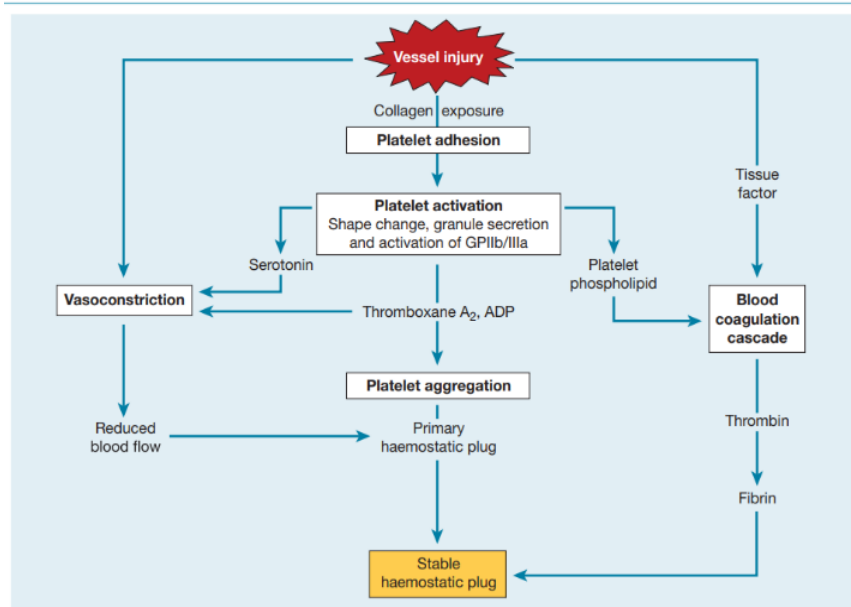 Vessel injury
Collagen exposure
Platelet adhesion
Tissue
factor
Platelet activation
Shape change, granule secretion
and activation of GPIIb/IIIa
Serotonin
Platelet
phospholipid
Vasoconstriction
Thromboxane A₂, ADP
Blood
coagulation
cascade
Platelet aggregation
Reduced
blood flow
Primary
haemostatic plug
Thrombin
Fibrin
Stable
haemostatic plug